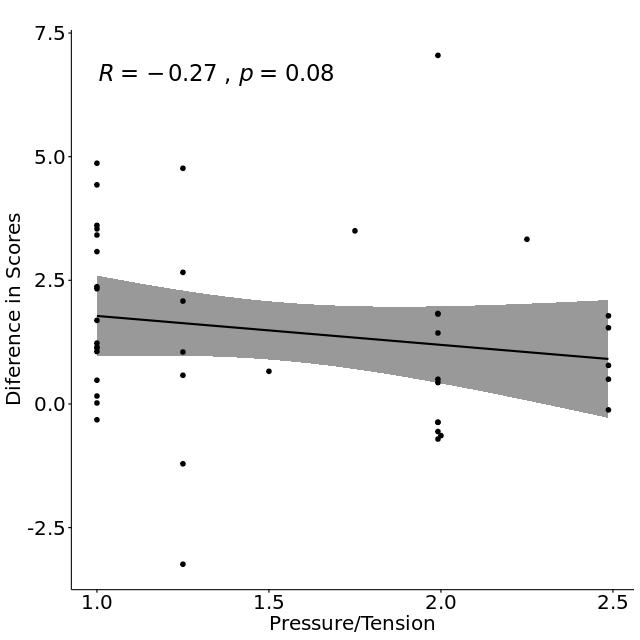 7.5
R = −0.27 , p = 0.08
5.0
2.5
Diference in Scores
0.0
-2.5
1.0 1.5 2.0 2.5
Pressure/Tension